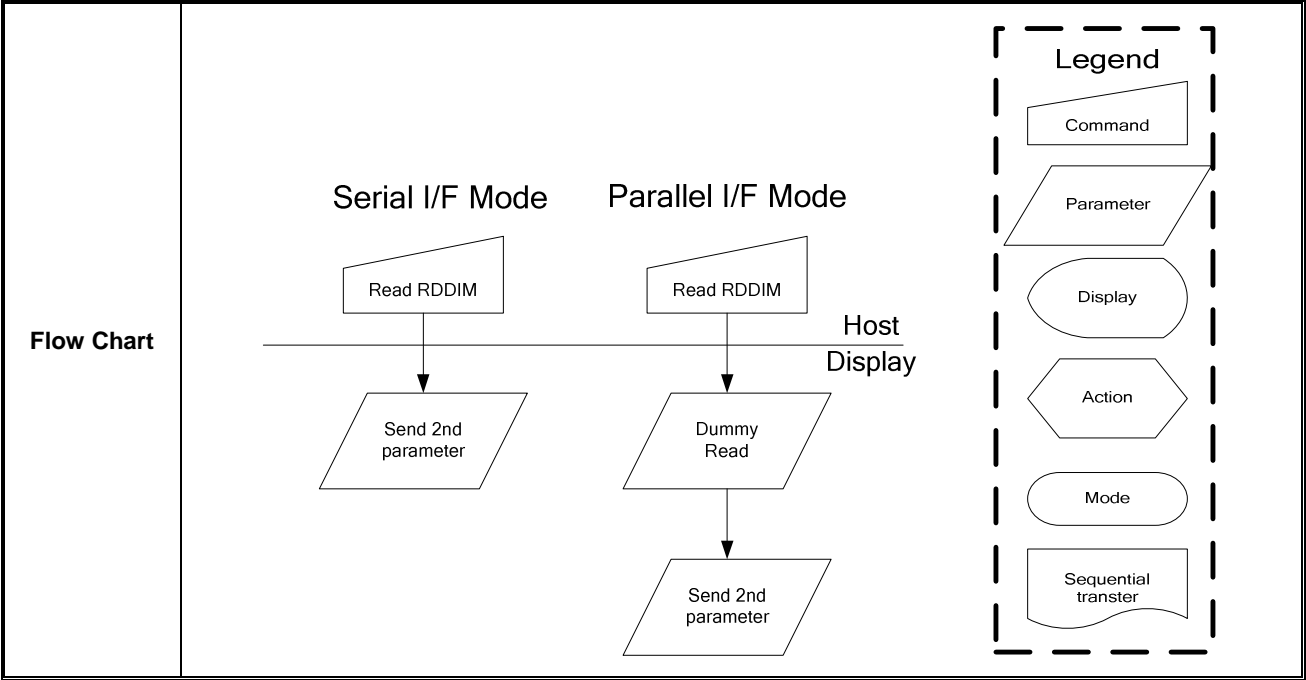 Flow Chart
Serial I/F Mode
Parallel I/F Mode
Read RDDIM
Read RDDIM
Host
Display
Send 2nd
parameter
Dummy
Read
Send 2nd
parameter
Legend
Command
Parameter
Display
Action
Mode
Sequential
transter